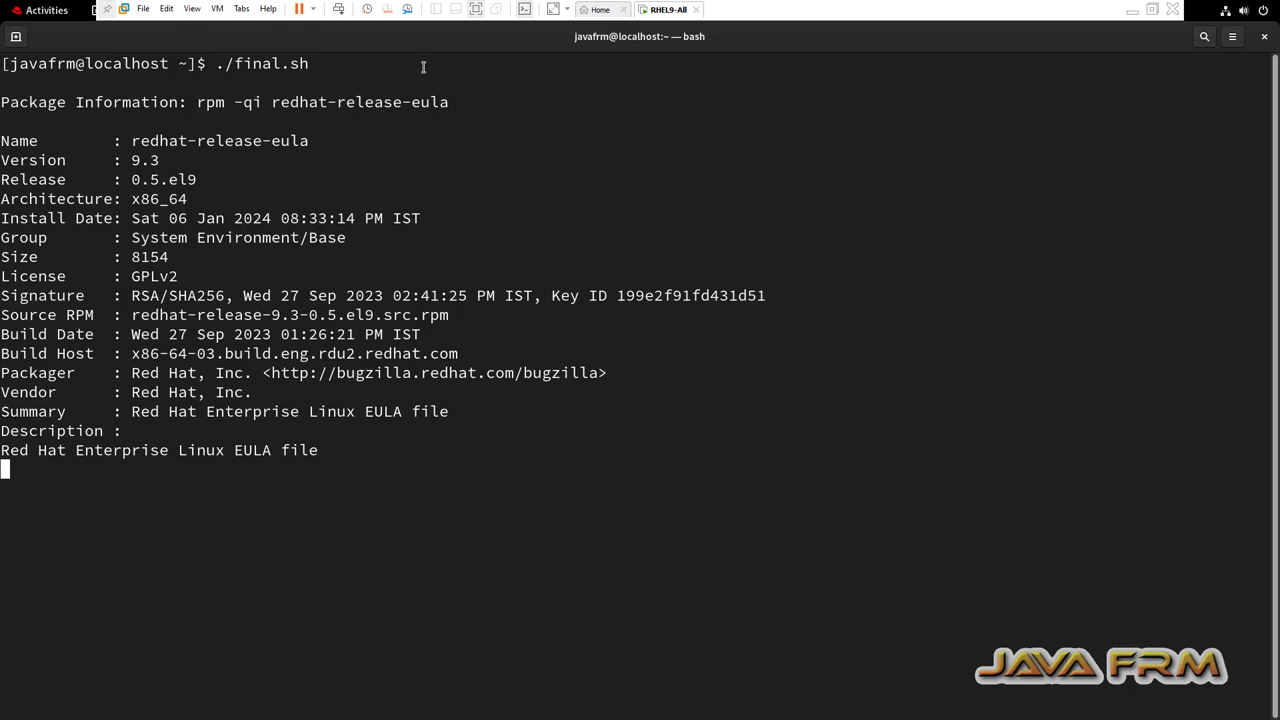 Activities File Edit View VM Tabs Help Home RHEL9-All
javafrm@localhost:~ — bash
[javafrm@localhost ~]$ ./final.sh
Package Information: rpm -qi redhat-release-eula
Name        : redhat-release-eula
Version     : 9.3
Release     : 0.5.el9
Architecture: x86_64
Install Date: Sat 06 Jan 2024 08:33:14 PM IST
Group       : System Environment/Base
Size        : 8154
License     : GPLv2
Signature   : RSA/SHA256, Wed 27 Sep 2023 02:41:25 PM IST, Key ID 199e2f91fd431d51
Source RPM  : redhat-release-9.3-0.5.el9.src.rpm
Build Date  : Wed 27 Sep 2023 01:26:21 PM IST
Build Host  : x86-64-03.build.eng.rdu2.redhat.com
Packager    : Red Hat, Inc. <http://bugzilla.redhat.com/bugzilla>
Vendor      : Red Hat, Inc.
Summary     : Red Hat Enterprise Linux EULA file
Description :
Red Hat Enterprise Linux EULA file
JAVA FRM